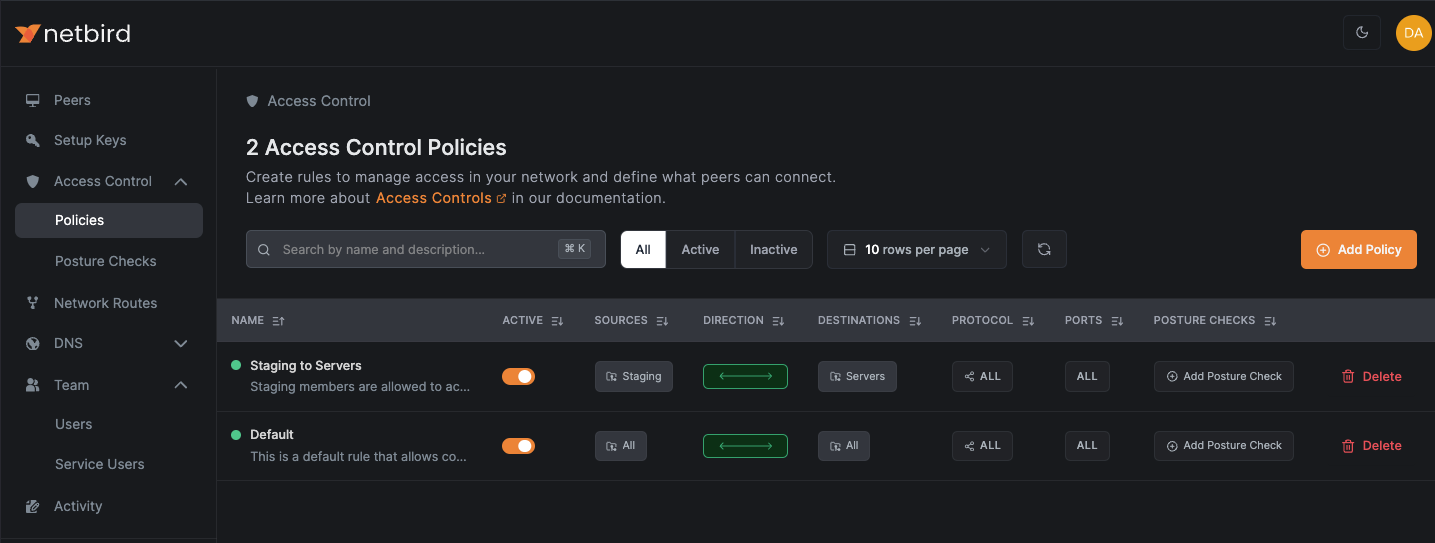 netbird
DA
Peers
Setup Keys
Access Control
Policies
Posture Checks
Network Routes
DNS
Team
Users
Service Users
Activity
Access Control
2 Access Control Policies
Create rules to manage access in your network and define what peers can connect.
Learn more about Access Controls in our documentation.
Search by name and description... ⌘ K
All Active Inactive
10 rows per page
Add Policy
NAME ACTIVE SOURCES DIRECTION DESTINATIONS PROTOCOL PORTS POSTURE CHECKS
Staging to Servers
Staging members are allowed to ac...
Staging Servers ALL ALL Add Posture Check Delete
Default
This is a default rule that allows co...
All All ALL ALL Add Posture Check Delete